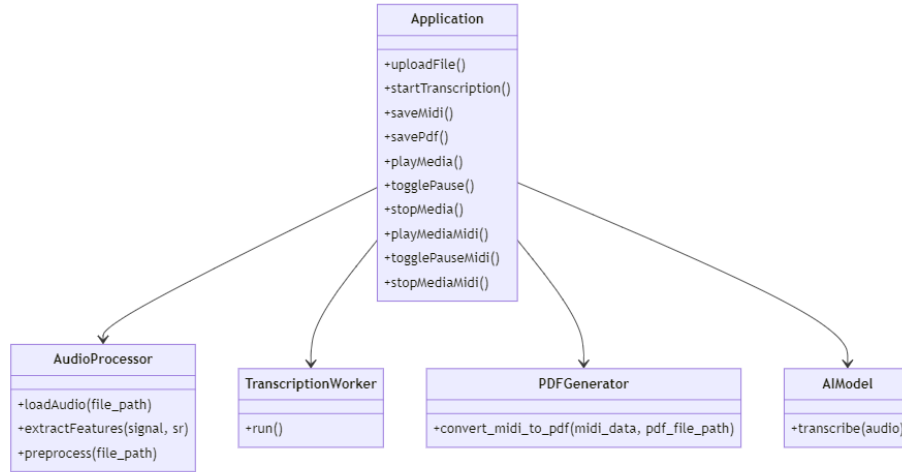 Application
+uploadFile()
+startTranscription()
+saveMidi()
+savePdf()
+playMedia()
+togglePause()
+stopMedia()
+playMediaMidi()
+togglePauseMidi()
+stopMediaMidi()
AudioProcessor
+loadAudio(file_path)
+extractFeatures(signal, sr)
+preprocess(file_path)
TranscriptionWorker
+run()
PDFGenerator
+convert_midi_to_pdf(midi_data, pdf_file_path)
AIModel
+transcribe(audio)